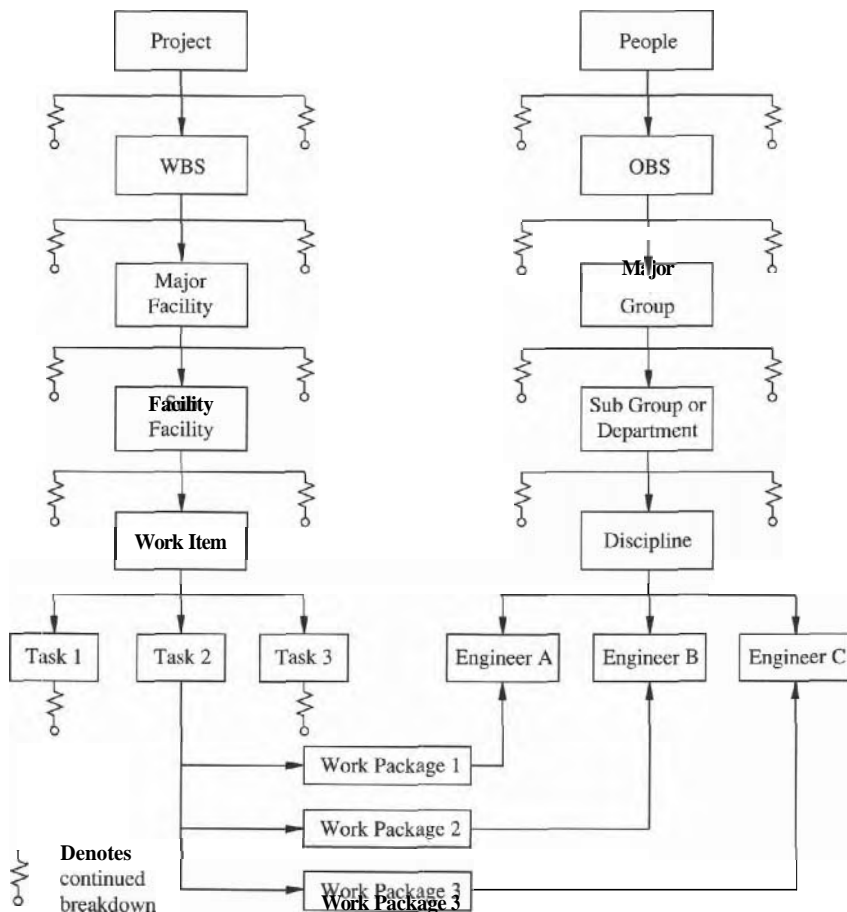 Project
People
WBS
OBS
Major
Facility
Major
Group
Facility
Facility
Sub Group or
Department
Work Item
Discipline
Task 1
Task 2
Task 3
Engineer A
Engineer B
Engineer C
Work Package 1
Work Package 2
Work Package 3
Work Package 3
Denotes
continued
breakdown